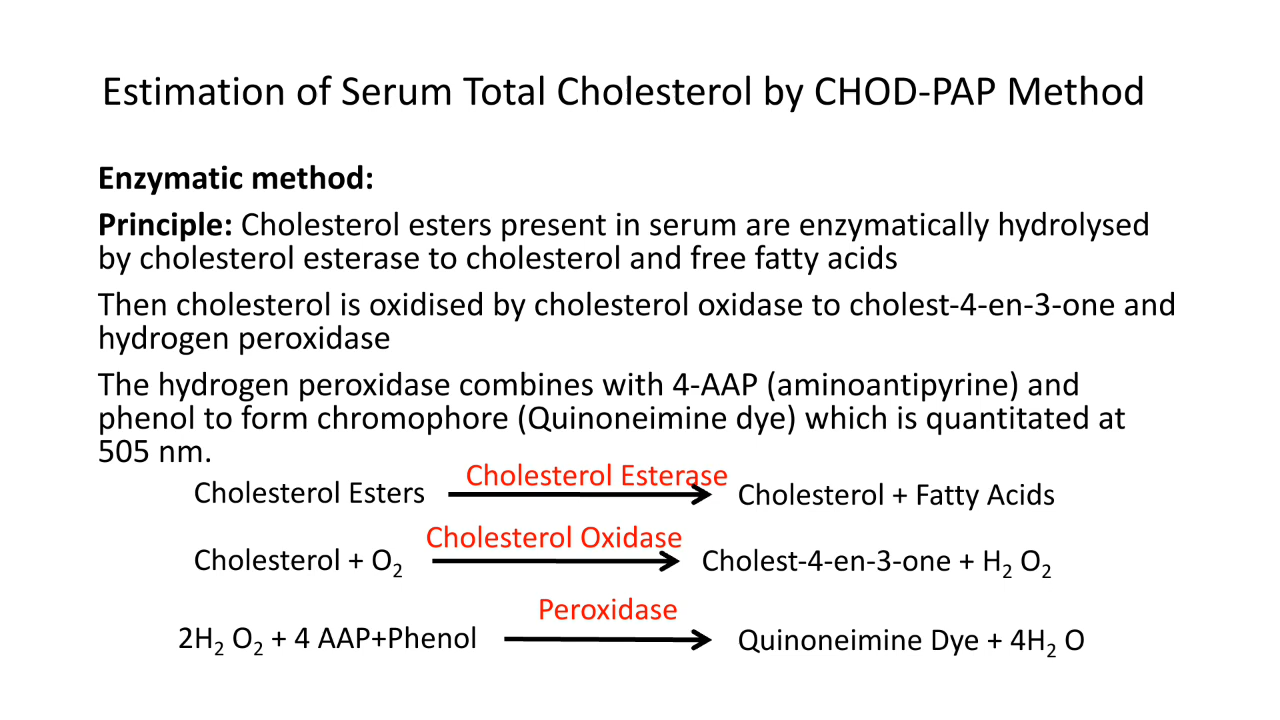 Estimation of Serum Total Cholesterol by CHOD-PAP Method
Enzymatic method:
Principle: Cholesterol esters present in serum are enzymatically hydrolysed
by cholesterol esterase to cholesterol and free fatty acids
Then cholesterol is oxidised by cholesterol oxidase to cholest-4-en-3-one and
hydrogen peroxidase
The hydrogen peroxidase combines with 4-AAP (aminoantipyrine) and
phenol to form chromophore (Quinoneimine dye) which is quantitated at
505 nm.
Cholesterol Esterase
Cholesterol Esters Cholesterol + Fatty Acids
Cholesterol Oxidase
Cholesterol + O₂ Cholest-4-en-3-one + H₂ O₂
Peroxidase
2H₂ O₂ + 4 AAP+Phenol Quinoneimine Dye + 4H₂ O